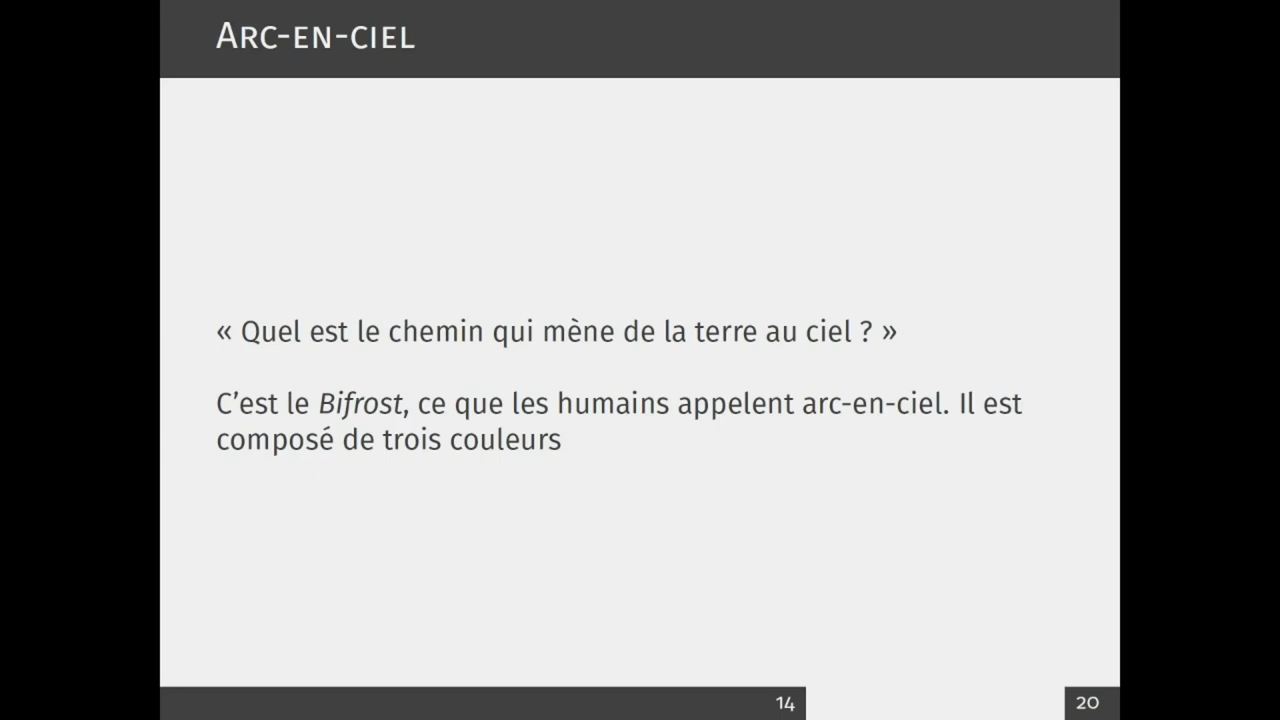 Arc-en-ciel
« Quel est le chemin qui mène de la terre au ciel ? »
C’est le Bifrost, ce que les humains appelent arc-en-ciel. Il est
composé de trois couleurs
14
20